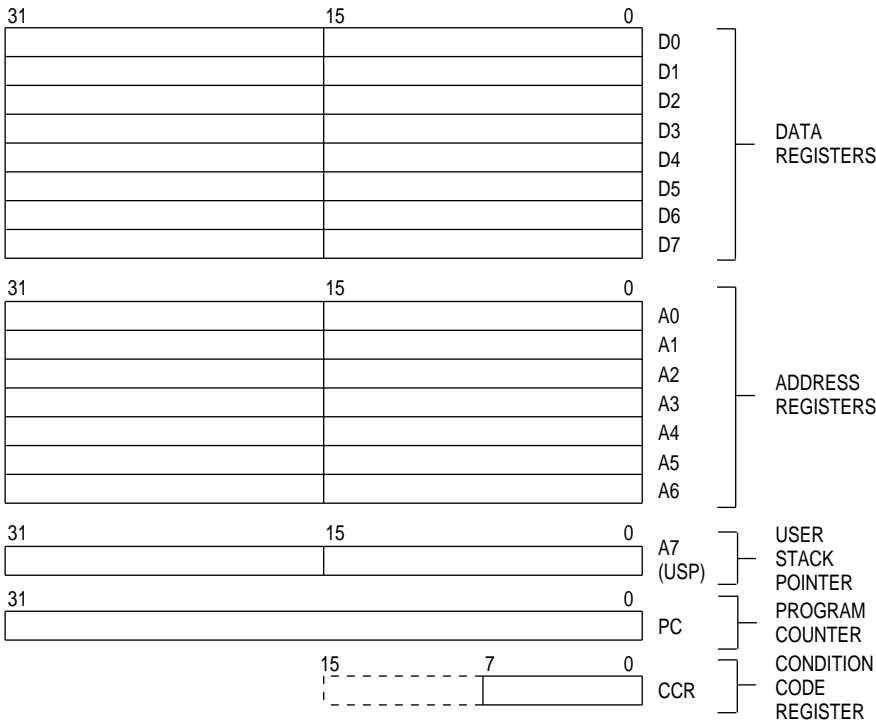 31 15 0
D0
D1
D2
D3
D4
D5
D6
D7
DATA
REGISTERS
31 15 0
A0
A1
A2
A3
A4
A5
A6
ADDRESS
REGISTERS
31 15 0
A7
(USP)
USER
STACK
POINTER
31 0
PC
PROGRAM
COUNTER
15 7 0
CCR
CONDITION
CODE
REGISTER